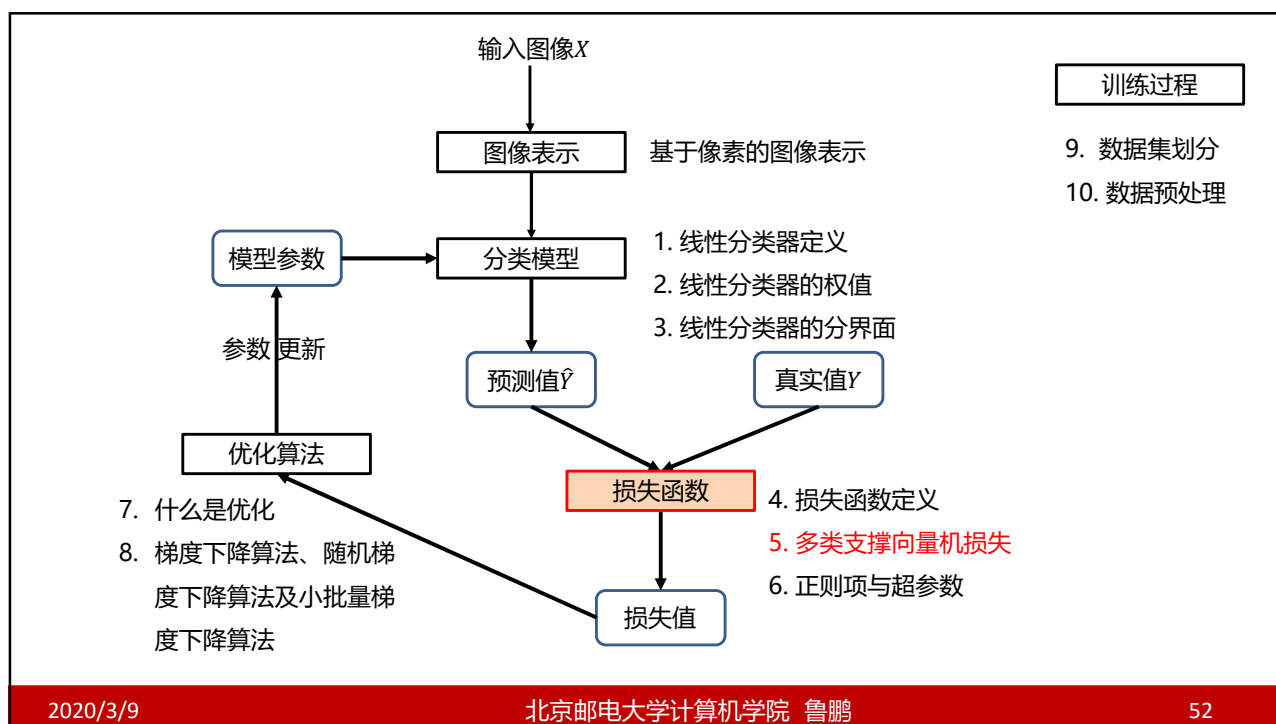 输入图像X
训练过程
图像表示
基于像素的图像表示
9. 数据集划分
10. 数据预处理
模型参数
分类模型
1. 线性分类器定义
2. 线性分类器的权值
3. 线性分类器的分界面
参数 更新
预测值Ŷ
真实值Y
优化算法
损失函数
4. 损失函数定义
5. 多类支撑向量机损失
6. 正则项与超参数
7. 什么是优化
8. 梯度下降算法、随机梯
度下降算法及小批量梯
度下降算法
损失值
2020/3/9
北京邮电大学计算机学院 鲁鹏
52